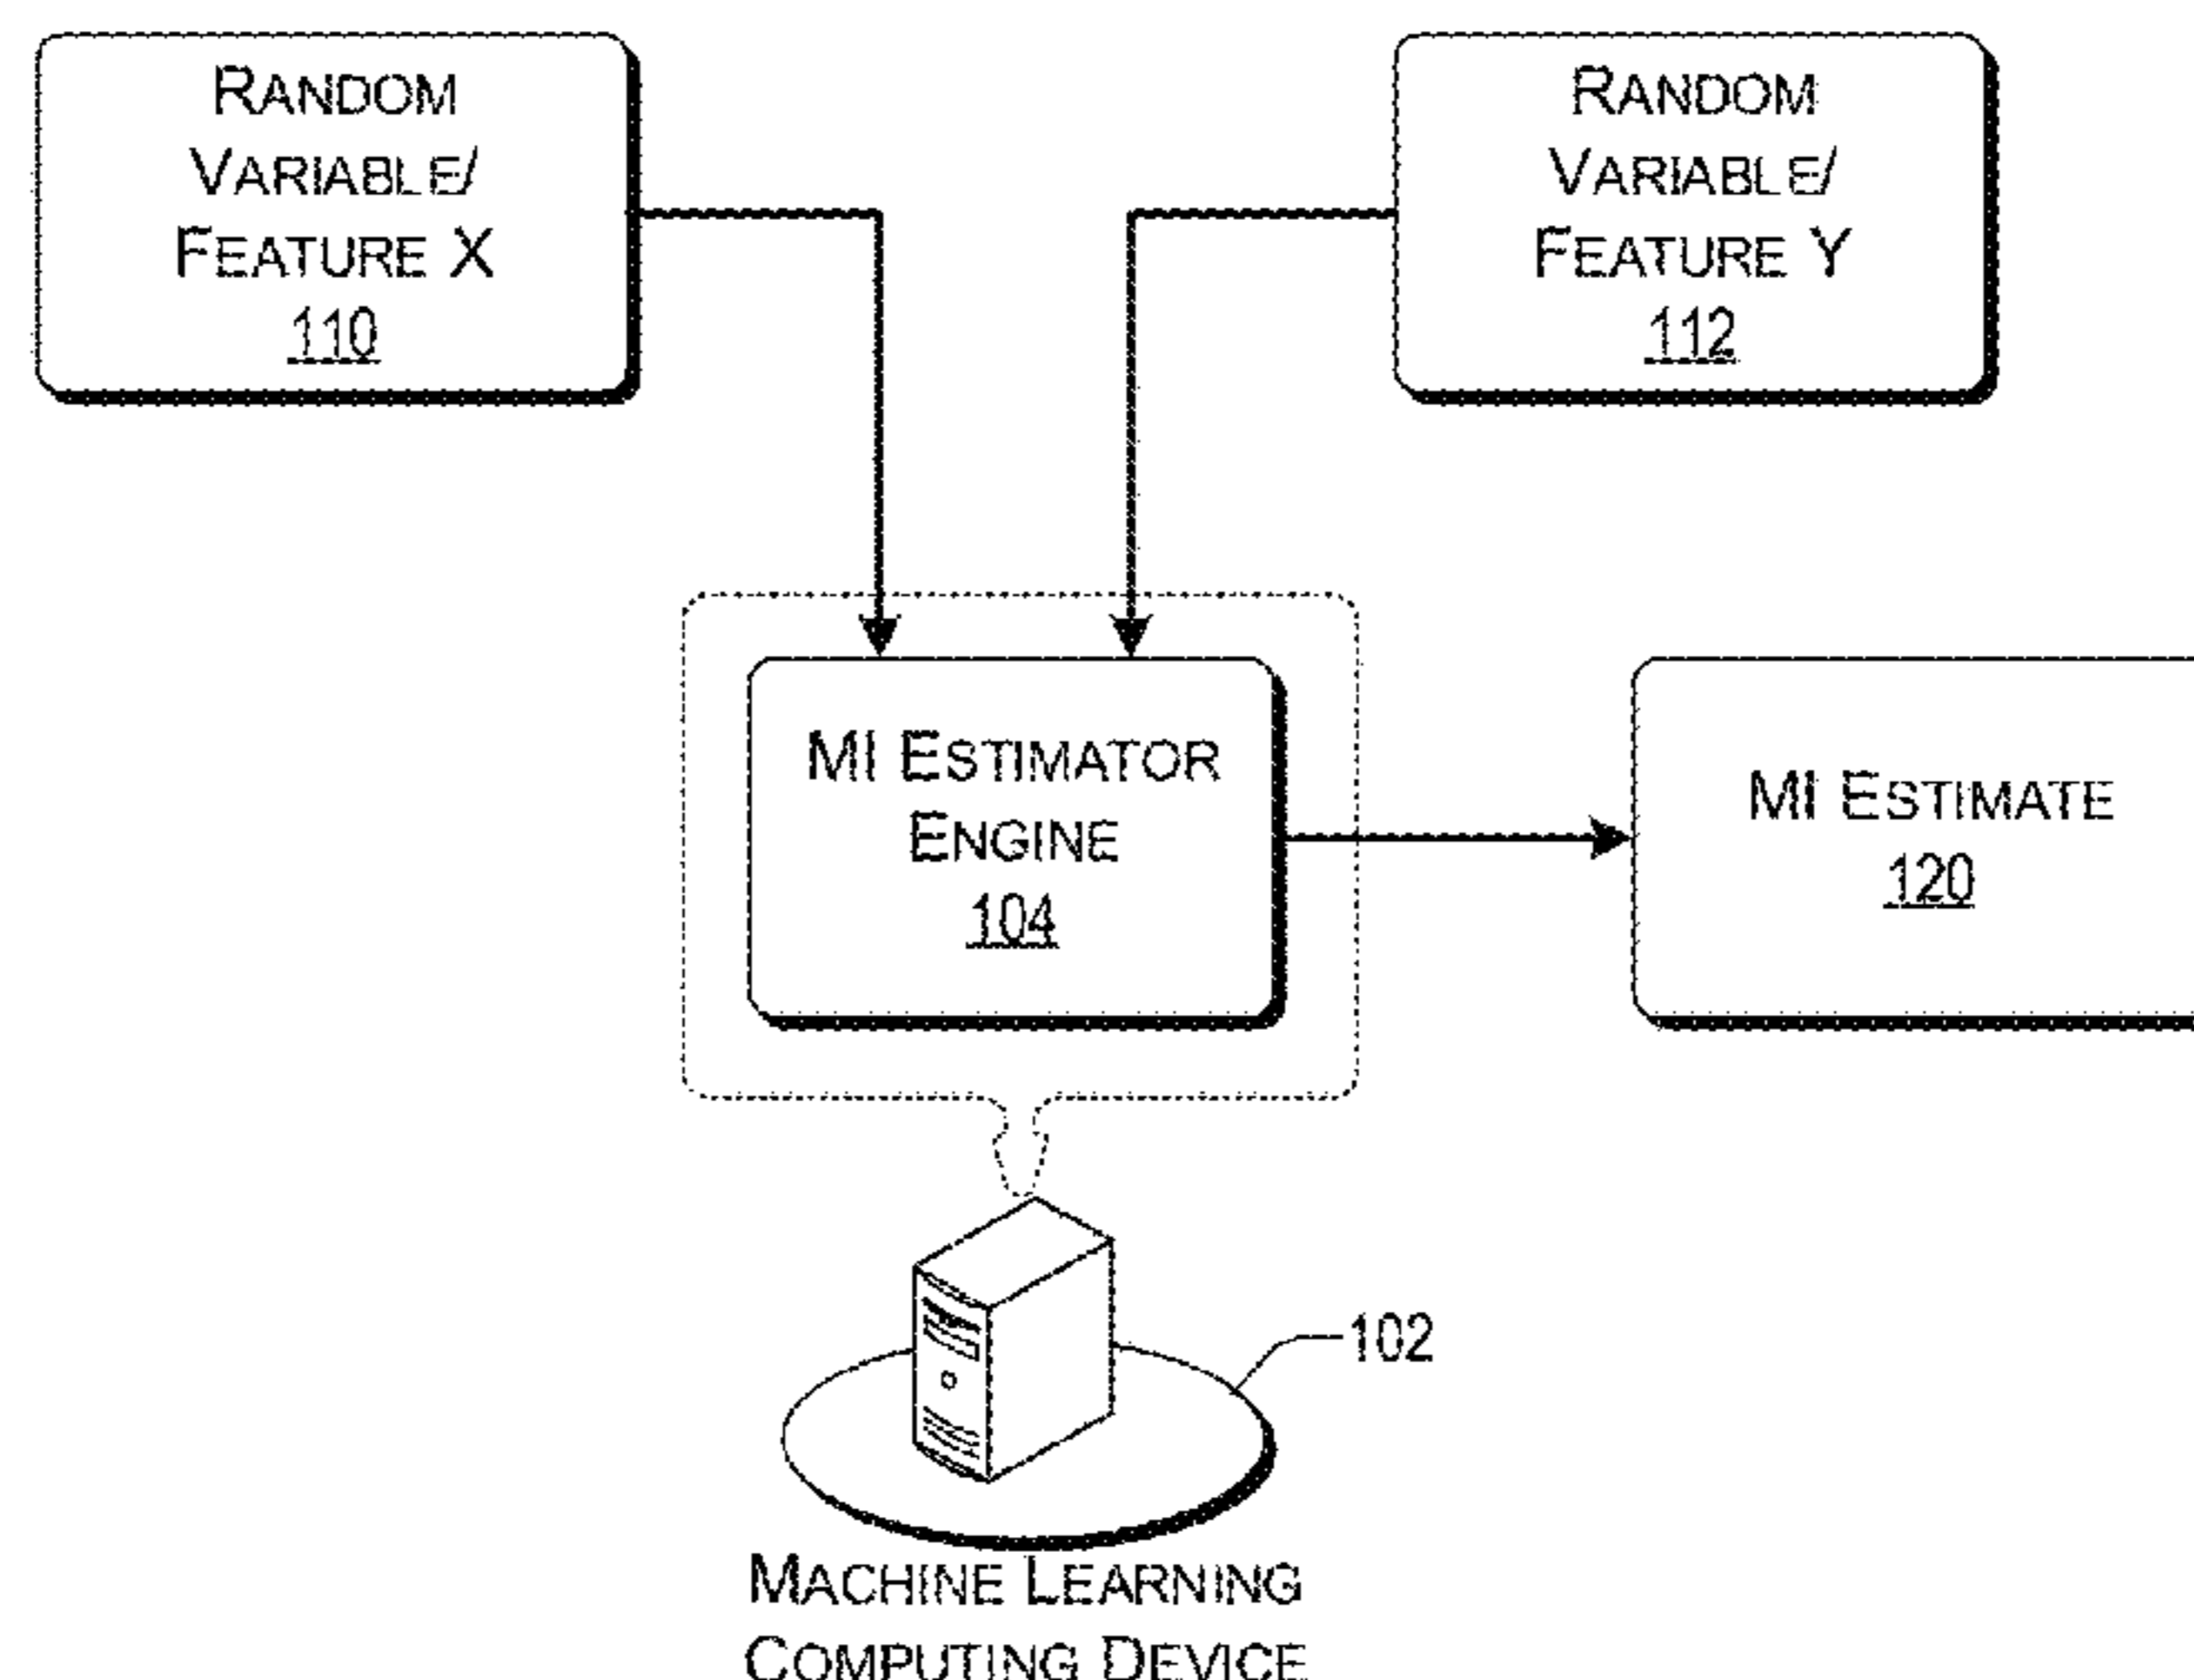 RANDOM
VARIABLE/
FEATURE X
110
RANDOM
VARIABLE/
FEATURE Y
112
MI ESTIMATOR
ENGINE
104
MI ESTIMATE
120
102
MACHINE LEARNING
COMPUTING DEVICE